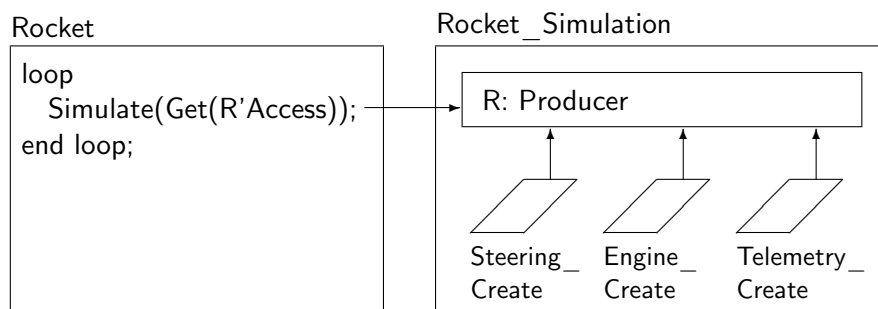 Rocket
loop
Simulate(Get(R'Access));
end loop;
Rocket_Simulation
R: Producer
Steering_
Create
Engine_
Create
Telemetry_
Create